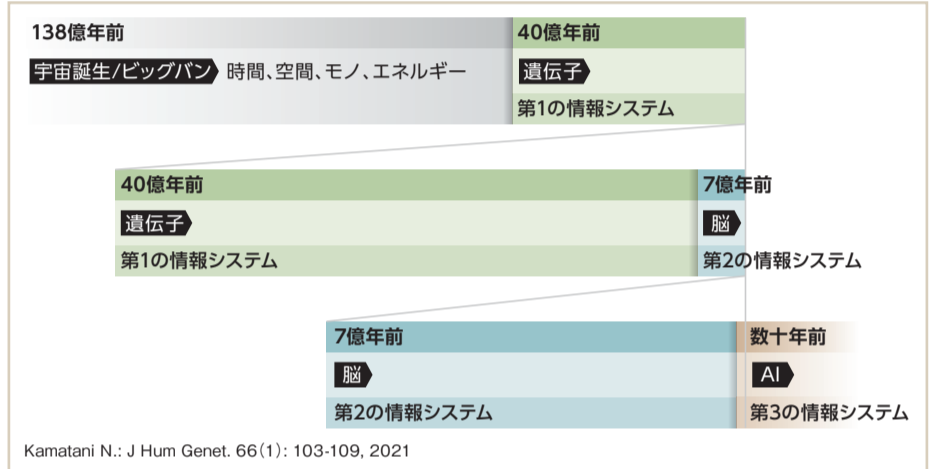 138億年前
40億年前
宇宙誕生/ビッグバン 時間、空間、モノ、エネルギー
遺伝子
第1の情報システム
40億年前
7億年前
遺伝子
脳
第1の情報システム
第2の情報システム
7億年前
数十年前
脳
AI
第2の情報システム
第3の情報システム
Kamatani N.: J Hum Genet. 66(1): 103-109, 2021